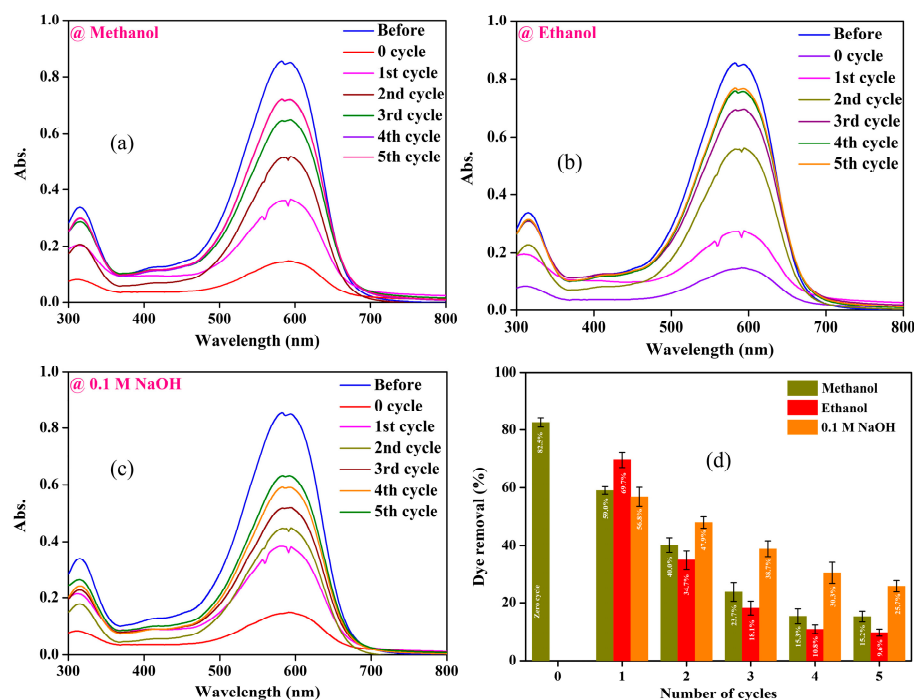 @ Methanol
(a)
Before
0 cycle
1st cycle
2nd cycle
3rd cycle
4th cycle
5th cycle
Abs.
1.0
0.8
0.6
0.4
0.2
0.0
300 400 500 600 700 800
Wavelength (nm)
@ Ethanol
(b)
Before
0 cycle
1st cycle
2nd cycle
3rd cycle
4th cycle
5th cycle
Abs.
1.0
0.8
0.6
0.4
0.2
0.0
300 400 500 600 700 800
Wavelength (nm)
@ 0.1 M NaOH
(c)
Before
0 cycle
1st cycle
2nd cycle
3rd cycle
4th cycle
5th cycle
Abs.
1.0
0.8
0.6
0.4
0.2
0.0
300 400 500 600 700 800
Wavelength (nm)
Methanol
Ethanol
0.1 M NaOH
(d)
Dye removal (%)
100
80
60
40
20
0
82.5%
59.0% 69.7% 56.8%
40.0% 34.7% 47.9%
23.7% 18.1% 38.7%
15.3% 10.8% 30.3%
15.2% 9.6% 25.7%
0 1 2 3 4 5
Number of cycles